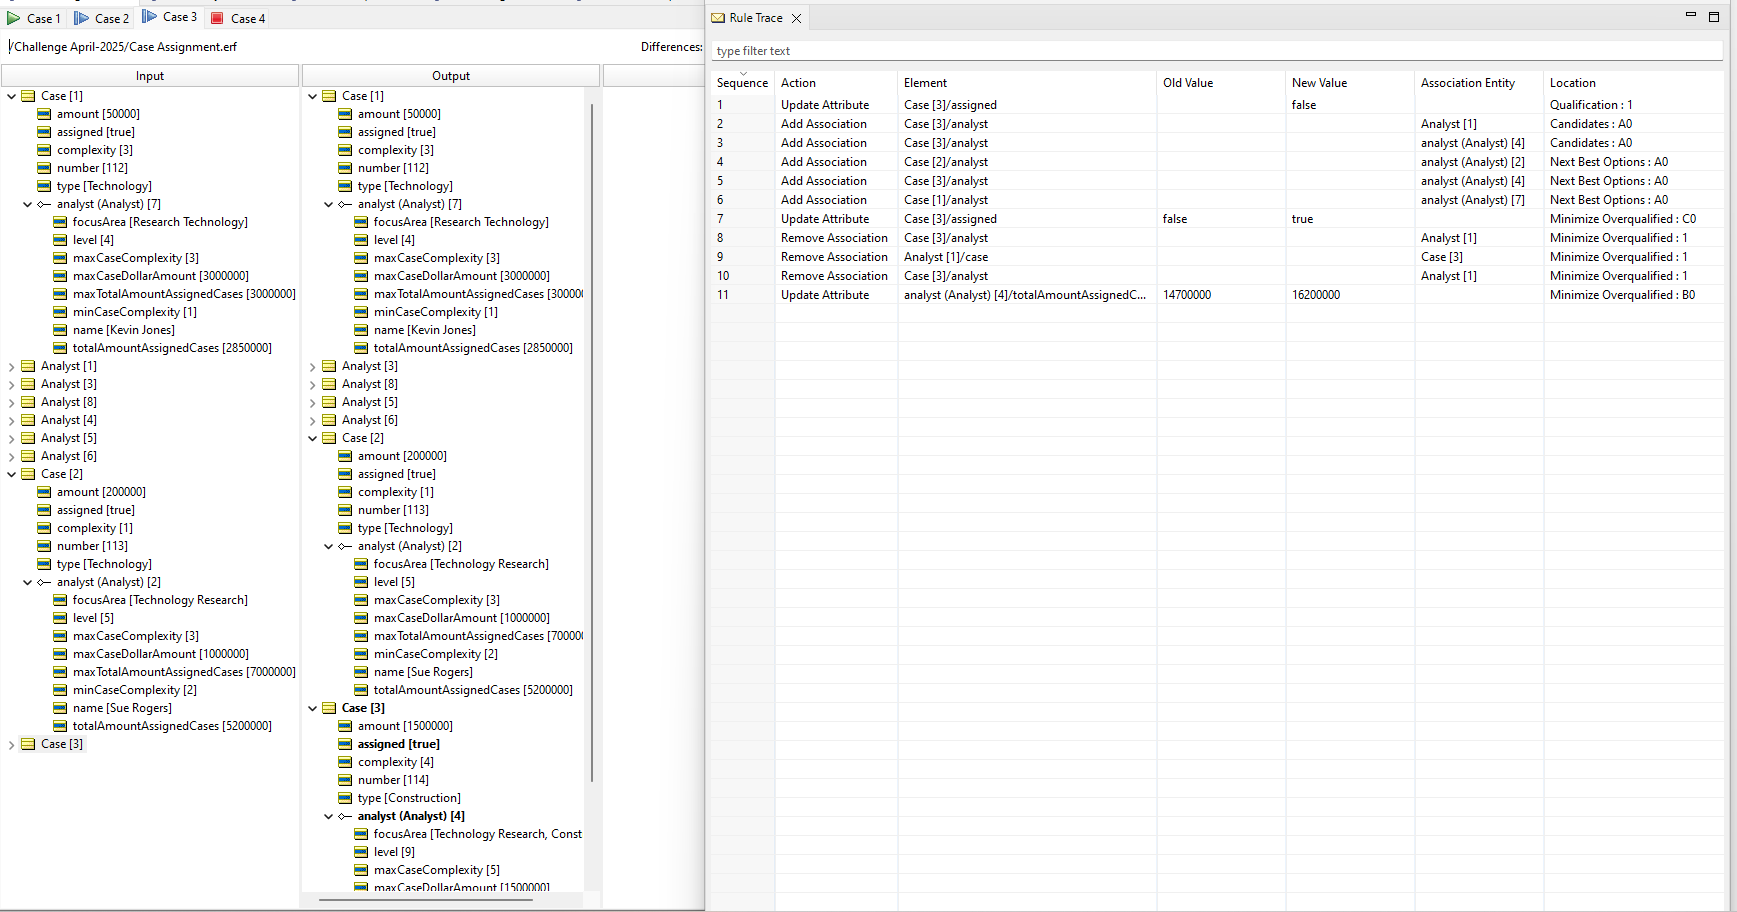 Case 1 Case 2 Case 3 Case 4
/Challenge April-2025/Case Assignment.erf Differences:
Input
Case [1]
amount [50000]
assigned [true]
complexity [3]
number [112]
type [Technology]
analyst (Analyst) [7]
focusArea [Research Technology]
level [4]
maxCaseComplexity [3]
maxCaseDollarAmount [3000000]
maxTotalAmountAssignedCases [3000000]
minCaseComplexity [1]
name [Kevin Jones]
totalAmountAssignedCases [2850000]
Analyst [1]
Analyst [3]
Analyst [8]
Analyst [4]
Analyst [5]
Analyst [6]
Case [2]
amount [200000]
assigned [true]
complexity [1]
number [113]
type [Technology]
analyst (Analyst) [2]
focusArea [Technology Research]
level [5]
maxCaseComplexity [3]
maxCaseDollarAmount [1000000]
maxTotalAmountAssignedCases [7000000]
minCaseComplexity [2]
name [Sue Rogers]
totalAmountAssignedCases [5200000]
Case [3]
Output
Case [1]
amount [50000]
assigned [true]
complexity [3]
number [112]
type [Technology]
analyst (Analyst) [7]
focusArea [Research Technology]
level [4]
maxCaseComplexity [3]
maxCaseDollarAmount [3000000]
maxTotalAmountAssignedCases [30000
minCaseComplexity [1]
name [Kevin Jones]
totalAmountAssignedCases [2850000]
Analyst [3]
Analyst [8]
Analyst [5]
Analyst [6]
Case [2]
amount [200000]
assigned [true]
complexity [1]
number [113]
type [Technology]
analyst (Analyst) [2]
focusArea [Technology Research]
level [5]
maxCaseComplexity [3]
maxCaseDollarAmount [1000000]
maxTotalAmountAssignedCases [70000
minCaseComplexity [2]
name [Sue Rogers]
totalAmountAssignedCases [5200000]
Case [3]
amount [1500000]
assigned [true]
complexity [4]
number [114]
type [Construction]
analyst (Analyst) [4]
focusArea [Technology Research, Const
level [9]
maxCaseComplexity [5]
maxCaseDollarAmount [1500000]
Rule Trace
type filter text
Sequence Action Element Old Value New Value Association Entity Location
1 Update Attribute Case [3]/assigned false Qualification : 1
2 Add Association Case [3]/analyst Analyst [1] Candidates : A0
3 Add Association Case [3]/analyst analyst (Analyst) [4] Candidates : A0
4 Add Association Case [2]/analyst analyst (Analyst) [2] Next Best Options : A0
5 Add Association Case [3]/analyst analyst (Analyst) [4] Next Best Options : A0
6 Add Association Case [1]/analyst analyst (Analyst) [7] Next Best Options : A0
7 Update Attribute Case [3]/assigned false true Minimize Overqualified : C0
8 Remove Association Case [3]/analyst Analyst [1] Minimize Overqualified : 1
9 Remove Association Analyst [1]/case Case [3] Minimize Overqualified : 1
10 Remove Association Case [3]/analyst Analyst [1] Minimize Overqualified : 1
11 Update Attribute analyst (Analyst) [4]/totalAmountAssignedC... 14700000 16200000 Minimize Overqualified : B0